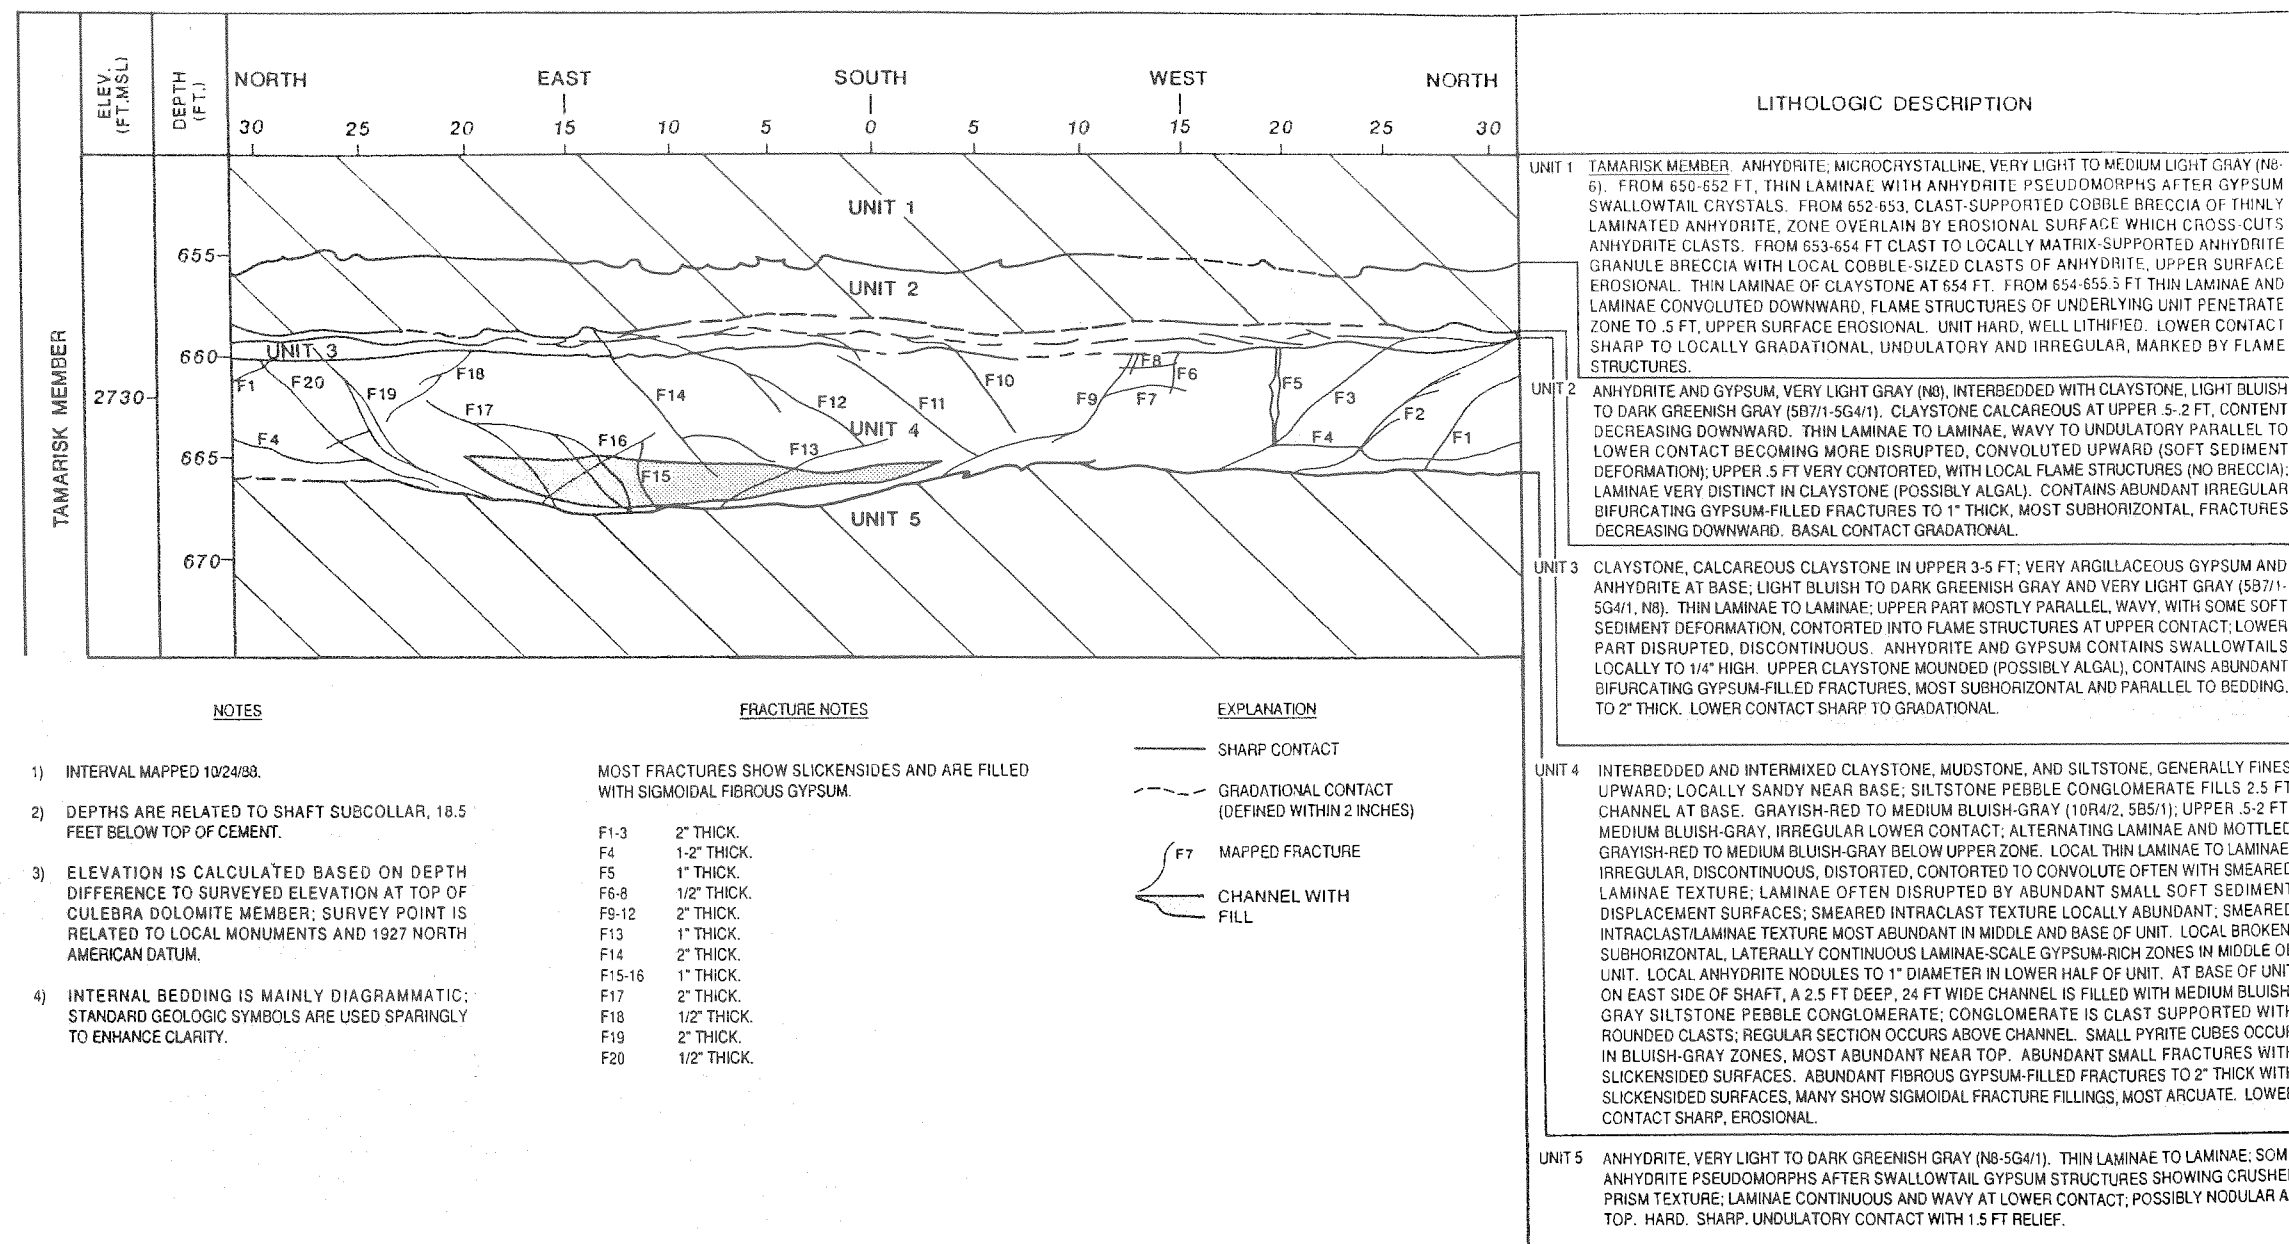 ELEV. (FT.MSL)
DEPTH (FT.)
NORTH EAST SOUTH WEST NORTH
30 25 20 15 10 5 0 5 10 15 20 25 30
LITHOLOGIC DESCRIPTION
TAMARISK MEMBER
2730
655
660
665
670
UNIT 1
UNIT 2
UNIT 3
F1 F20 F19 F18 F17 F14 F16 F15 F12 F13 F11 F10 F9 F8 F7 F6 F5 F3 F4 F2 F1
F4
UNIT 4
UNIT 5
UNIT 1 TAMARISK MEMBER. ANHYDRITE; MICROCRYSTALLINE, VERY LIGHT TO MEDIUM LIGHT GRAY (N8-
6). FROM 650-652 FT, THIN LAMINAE WITH ANHYDRITE PSEUDOMORPHS AFTER GYPSUM
SWALLOWTAIL CRYSTALS. FROM 652-653, CLAST-SUPPORTED COBBLE BRECCIA OF THINLY
LAMINATED ANHYDRITE, ZONE OVERLAIN BY EROSIONAL SURFACE WHICH CROSS-CUTS
ANHYDRITE CLASTS. FROM 653-654 FT CLAST TO LOCALLY MATRIX-SUPPORTED ANHYDRITE
GRANULE BRECCIA WITH LOCAL COBBLE-SIZED CLASTS OF ANHYDRITE, UPPER SURFACE
EROSIONAL. THIN LAMINAE OF CLAYSTONE AT 654 FT. FROM 654-655.5 FT THIN LAMINAE AND
LAMINAE CONVOLUTED DOWNWARD, FLAME STRUCTURES OF UNDERLYING UNIT PENETRATE
ZONE TO .5 FT, UPPER SURFACE EROSIONAL. UNIT HARD, WELL LITHIFIED. LOWER CONTACT
SHARP TO LOCALLY GRADATIONAL, UNDULATORY AND IRREGULAR, MARKED BY FLAME
STRUCTURES.
UNIT 2 ANHYDRITE AND GYPSUM, VERY LIGHT GRAY (N8), INTERBEDDED WITH CLAYSTONE, LIGHT BLUISH
TO DARK GREENISH GRAY (5B7/1-5G4/1). CLAYSTONE CALCAREOUS AT UPPER .5-.2 FT, CONTENT
DECREASING DOWNWARD. THIN LAMINAE TO LAMINAE, WAVY TO UNDULATORY PARALLEL TO
LOWER CONTACT BECOMING MORE DISRUPTED, CONVOLUTED UPWARD (SOFT SEDIMENT
DEFORMATION); UPPER .5 FT VERY CONTORTED, WITH LOCAL FLAME STRUCTURES (NO BRECCIA);
LAMINAE VERY DISTINCT IN CLAYSTONE (POSSIBLY ALGAL). CONTAINS ABUNDANT IRREGULAR
BIFURCATING GYPSUM-FILLED FRACTURES TO 1" THICK, MOST SUBHORIZONTAL, FRACTURES
DECREASING DOWNWARD. BASAL CONTACT GRADATIONAL.
UNIT 3 CLAYSTONE, CALCAREOUS CLAYSTONE IN UPPER 3-5 FT; VERY ARGILLACEOUS GYPSUM AND
ANHYDRITE AT BASE; LIGHT BLUISH TO DARK GREENISH GRAY AND VERY LIGHT GRAY (5B7/1-
5G4/1, N8). THIN LAMINAE TO LAMINAE; UPPER PART MOSTLY PARALLEL, WAVY, WITH SOME SOFT
SEDIMENT DEFORMATION, CONTORTED INTO FLAME STRUCTURES AT UPPER CONTACT; LOWER
PART DISRUPTED, DISCONTINUOUS. ANHYDRITE AND GYPSUM CONTAINS SWALLOWTAILS
LOCALLY TO 1/4" HIGH. UPPER CLAYSTONE MOUNDED (POSSIBLY ALGAL), CONTAINS ABUNDANT
BIFURCATING GYPSUM-FILLED FRACTURES, MOST SUBHORIZONTAL AND PARALLEL TO BEDDING,
TO 2" THICK. LOWER CONTACT SHARP TO GRADATIONAL.
UNIT 4 INTERBEDDED AND INTERMIXED CLAYSTONE, MUDSTONE, AND SILTSTONE, GENERALLY FINES
UPWARD; LOCALLY SANDY NEAR BASE; SILTSTONE PEBBLE CONGLOMERATE FILLS 2.5 FT
CHANNEL AT BASE. GRAYISH-RED TO MEDIUM BLUISH-GRAY (10R4/2, 5B5/1); UPPER .5-2 FT
MEDIUM BLUISH-GRAY, IRREGULAR LOWER CONTACT; ALTERNATING LAMINAE AND MOTTLED
GRAYISH-RED TO MEDIUM BLUISH-GRAY BELOW UPPER ZONE. LOCAL THIN LAMINAE TO LAMINAE
IRREGULAR, DISCONTINUOUS, DISTORTED, CONTORTED TO CONVOLUTE OFTEN WITH SMEARED
LAMINAE TEXTURE; LAMINAE OFTEN DISRUPTED BY ABUNDANT SMALL SOFT SEDIMENT
DISPLACEMENT SURFACES; SMEARED INTRACLAST TEXTURE LOCALLY ABUNDANT; SMEARED
INTRACLAST/LAMINAE TEXTURE MOST ABUNDANT IN MIDDLE AND BASE OF UNIT. LOCAL BROKEN
SUBHORIZONTAL, LATERALLY CONTINUOUS LAMINAE-SCALE GYPSUM-RICH ZONES IN MIDDLE OF
UNIT. LOCAL ANHYDRITE NODULES TO 1" DIAMETER IN LOWER HALF OF UNIT. AT BASE OF UNIT
ON EAST SIDE OF SHAFT, A 2.5 FT DEEP, 24 FT WIDE CHANNEL IS FILLED WITH MEDIUM BLUISH
GRAY SILTSTONE PEBBLE CONGLOMERATE; CONGLOMERATE IS CLAST SUPPORTED WITH
ROUNDED CLASTS; REGULAR SECTION OCCURS ABOVE CHANNEL. SMALL PYRITE CUBES OCCUR
IN BLUISH-GRAY ZONES, MOST ABUNDANT NEAR TOP. ABUNDANT SMALL FRACTURES WITH
SLICKENSIDED SURFACES. ABUNDANT FIBROUS GYPSUM-FILLED FRACTURES TO 2" THICK WITH
SLICKENSIDED SURFACES, MANY SHOW SIGMOIDAL FRACTURE FILLINGS, MOST ARCUATE. LOWER
CONTACT SHARP, EROSIONAL.
UNIT 5 ANHYDRITE, VERY LIGHT TO DARK GREENISH GRAY (N8-5G4/1). THIN LAMINAE TO LAMINAE; SOM
ANHYDRITE PSEUDOMORPHS AFTER SWALLOWTAIL GYPSUM STRUCTURES SHOWING CRUSHE
PRISM TEXTURE; LAMINAE CONTINUOUS AND WAVY AT LOWER CONTACT; POSSIBLY NODULAR A
TOP. HARD. SHARP. UNDULATORY CONTACT WITH 1.5 FT RELIEF.
NOTES
1) INTERVAL MAPPED 10/24/88.
2) DEPTHS ARE RELATED TO SHAFT SUBCOLLAR, 18.5
FEET BELOW TOP OF CEMENT.
3) ELEVATION IS CALCULATED BASED ON DEPTH
DIFFERENCE TO SURVEYED ELEVATION AT TOP OF
CULEBRA DOLOMITE MEMBER; SURVEY POINT IS
RELATED TO LOCAL MONUMENTS AND 1927 NORTH
AMERICAN DATUM.
4) INTERNAL BEDDING IS MAINLY DIAGRAMMATIC;
STANDARD GEOLOGIC SYMBOLS ARE USED SPARINGLY
TO ENHANCE CLARITY.
FRACTURE NOTES
MOST FRACTURES SHOW SLICKENSIDES AND ARE FILLED
WITH SIGMOIDAL FIBROUS GYPSUM.
F1-3 2" THICK.
F4 1-2" THICK.
F5 1" THICK.
F6-8 1/2" THICK.
F9-12 2" THICK.
F13 1" THICK.
F14 2" THICK.
F15-16 1" THICK.
F17 2" THICK.
F18 1/2" THICK.
F19 2" THICK.
F20 1/2" THICK.
EXPLANATION
SHARP CONTACT
GRADATIONAL CONTACT
(DEFINED WITHIN 2 INCHES)
F7 MAPPED FRACTURE
CHANNEL WITH
FILL